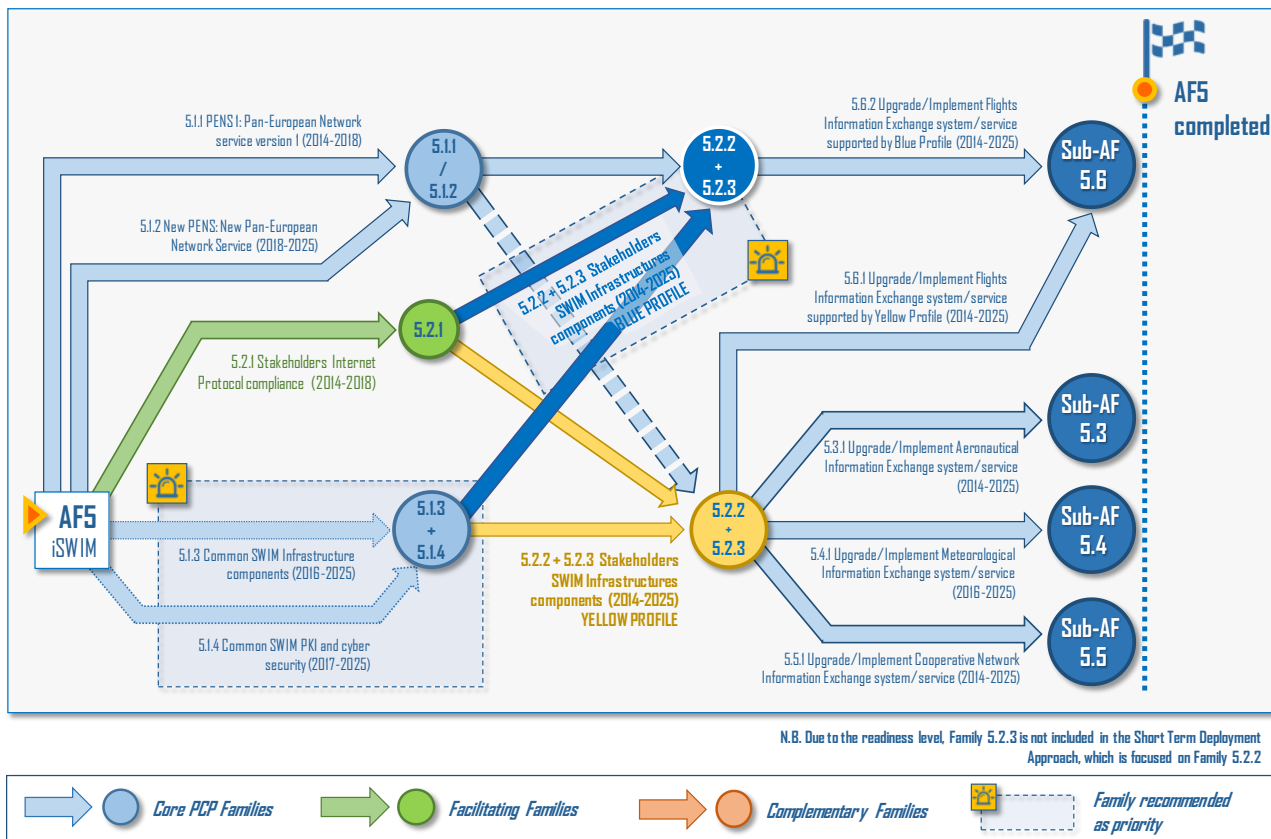 5.1.1 PENS 1: Pan-European Network
service version 1 (2014-2018)
5.1.1
/
5.1.2
5.2.2
+
5.2.3
5.6.2 Upgrade/Implement Flights
Information Exchange system/service
supported by Blue Profile (2014-2025)
Sub-AF
5.6
AF5
completed
5.1.2 New PENS: New Pan-European
Network Service (2018-2025)
5.2.2 + 5.2.3 Stakeholders
SWIM Infrastructures
components (2014-2025)
BLUE PROFILE
5.6.1 Upgrade/Implement Flights
Information Exchange system/service
supported by Yellow Profile (2014-2025)
5.2.1
5.2.1 Stakeholders Internet
Protocol compliance (2014-2018)
Sub-AF
5.3
5.3.1 Upgrade/Implement Aeronautical
Information Exchange system/service
(2014-2025)
AF5
iSWIM
5.1.3
+
5.1.4
5.2.2
+
5.2.3
Sub-AF
5.4
5.1.3 Common SWIM Infrastructure
components (2016-2025)
5.2.2 + 5.2.3 Stakeholders
SWIM Infrastructures
components (2014-2025)
YELLOW PROFILE
5.4.1 Upgrade/Implement Meteorological
Information Exchange system/service
(2016-2025)
5.1.4 Common SWIM PKI and cyber
security (2017-2025)
Sub-AF
5.5
5.5.1 Upgrade/Implement Cooperative Network
Information Exchange system/service (2014-2025)
N.B. Due to the readiness level, Family 5.2.3 is not included in the Short Term Deployment
Approach, which is focused on Family 5.2.2
Core PCP Families
Facilitating Families
Complementary Families
Family recommended
as priority